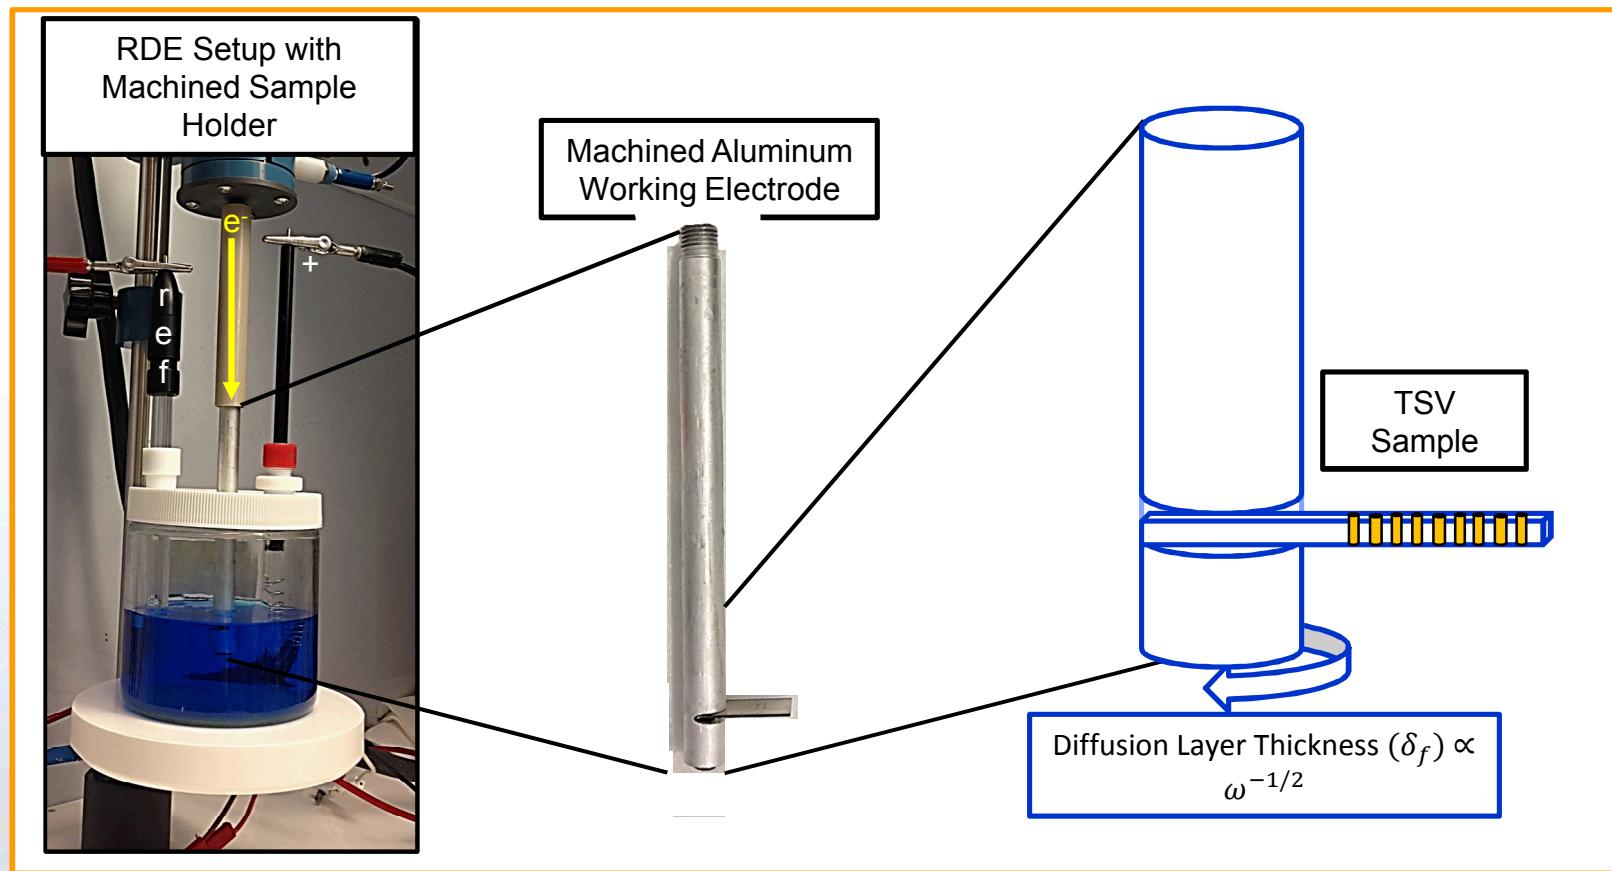 RDE Setup with
Machined Sample
Holder
e-
+
r
e
f
Machined Aluminum
Working Electrode
TSV
Sample
Diffusion Layer Thickness (δ_f) ∝
ω^{-1/2}